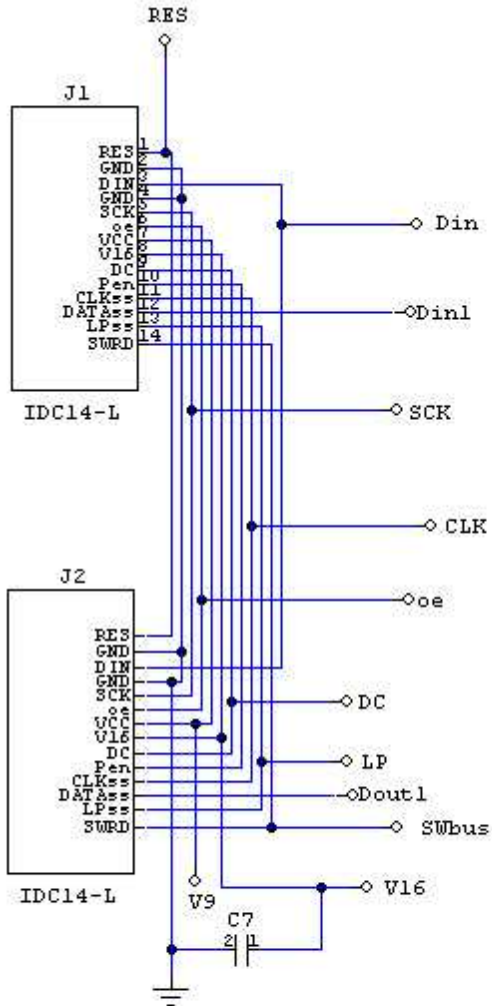 RES
J1
RES 1
GND 2
DIN 3
GND 4
SCK 5
oe 6
VCC 7
V16 8
DC 9
Pen 10
CLKss 11
DATAss 12
LPss 13
SWRD 14
IDC14-L
Din
Din1
SCK
CLK
oe
J2
RES
GND
DIN
GND
SCK
oe
VCC
V16
DC
Pen
CLKss
DATAss
LPss
SWRD
IDC14-L
DC
LP
Dout1
SWbus
V9
V16
C7
2 1